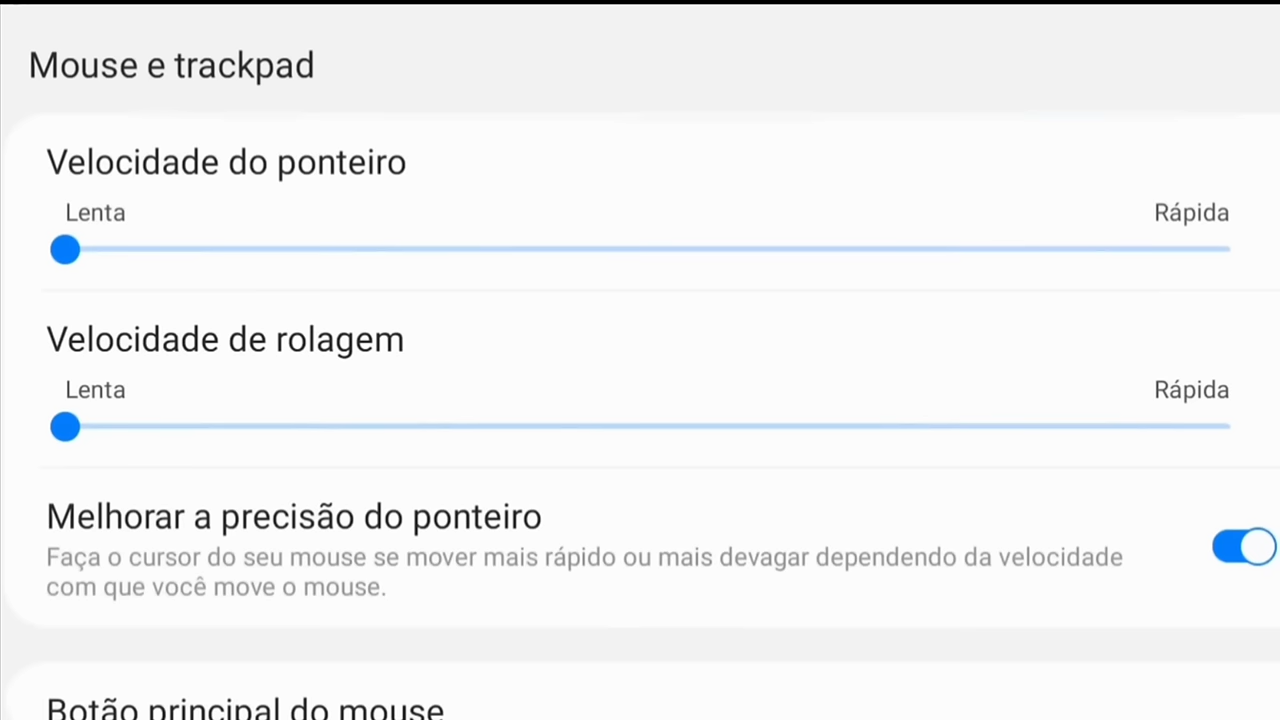 Mouse e trackpad
Velocidade do ponteiro
Lenta Rápida
Velocidade de rolagem
Lenta Rápida
Melhorar a precisão do ponteiro
Faça o cursor do seu mouse se mover mais rápido ou mais devagar dependendo da velocidade
com que você move o mouse.
Botão principal do mouse